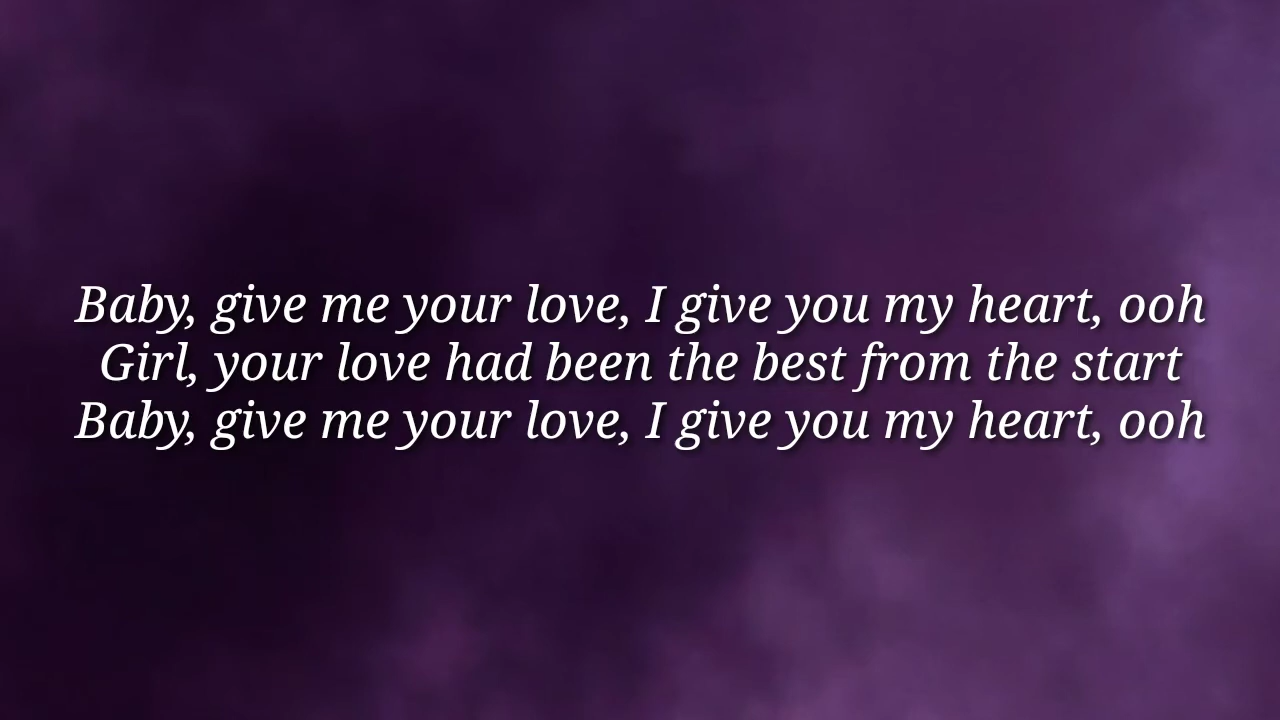 Baby, give me your love, I give you my heart, ooh
Girl, your love had been the best from the start
Baby, give me your love, I give you my heart, ooh